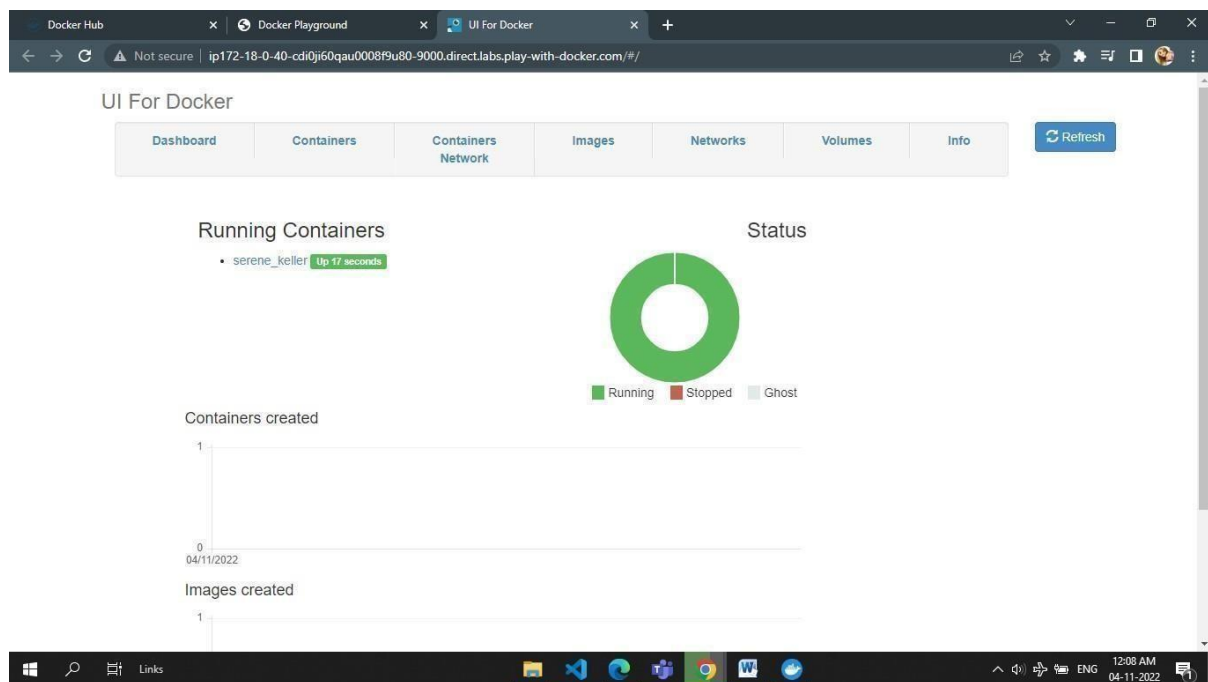 Docker Hub
Docker Playground
UI For Docker
Not secure
ip172-18-0-40-cdi0ji60qau0008f9u80-9000.direct.labs.play-with-docker.com/#/
UI For Docker
Dashboard
Containers
Containers
Network
Images
Networks
Volumes
Info
Refresh
Running Containers
serene_keller Up 17 seconds
Status
Running
Stopped
Ghost
Containers created
1
0
04/11/2022
Images created
1
Links
ENG
12:08 AM
04-11-2022